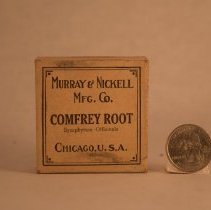 MURRAY & NICKELL
MFG. CO.
COMFREY ROOT
Symphytum Officinale
CHICAGO, U.S.A.